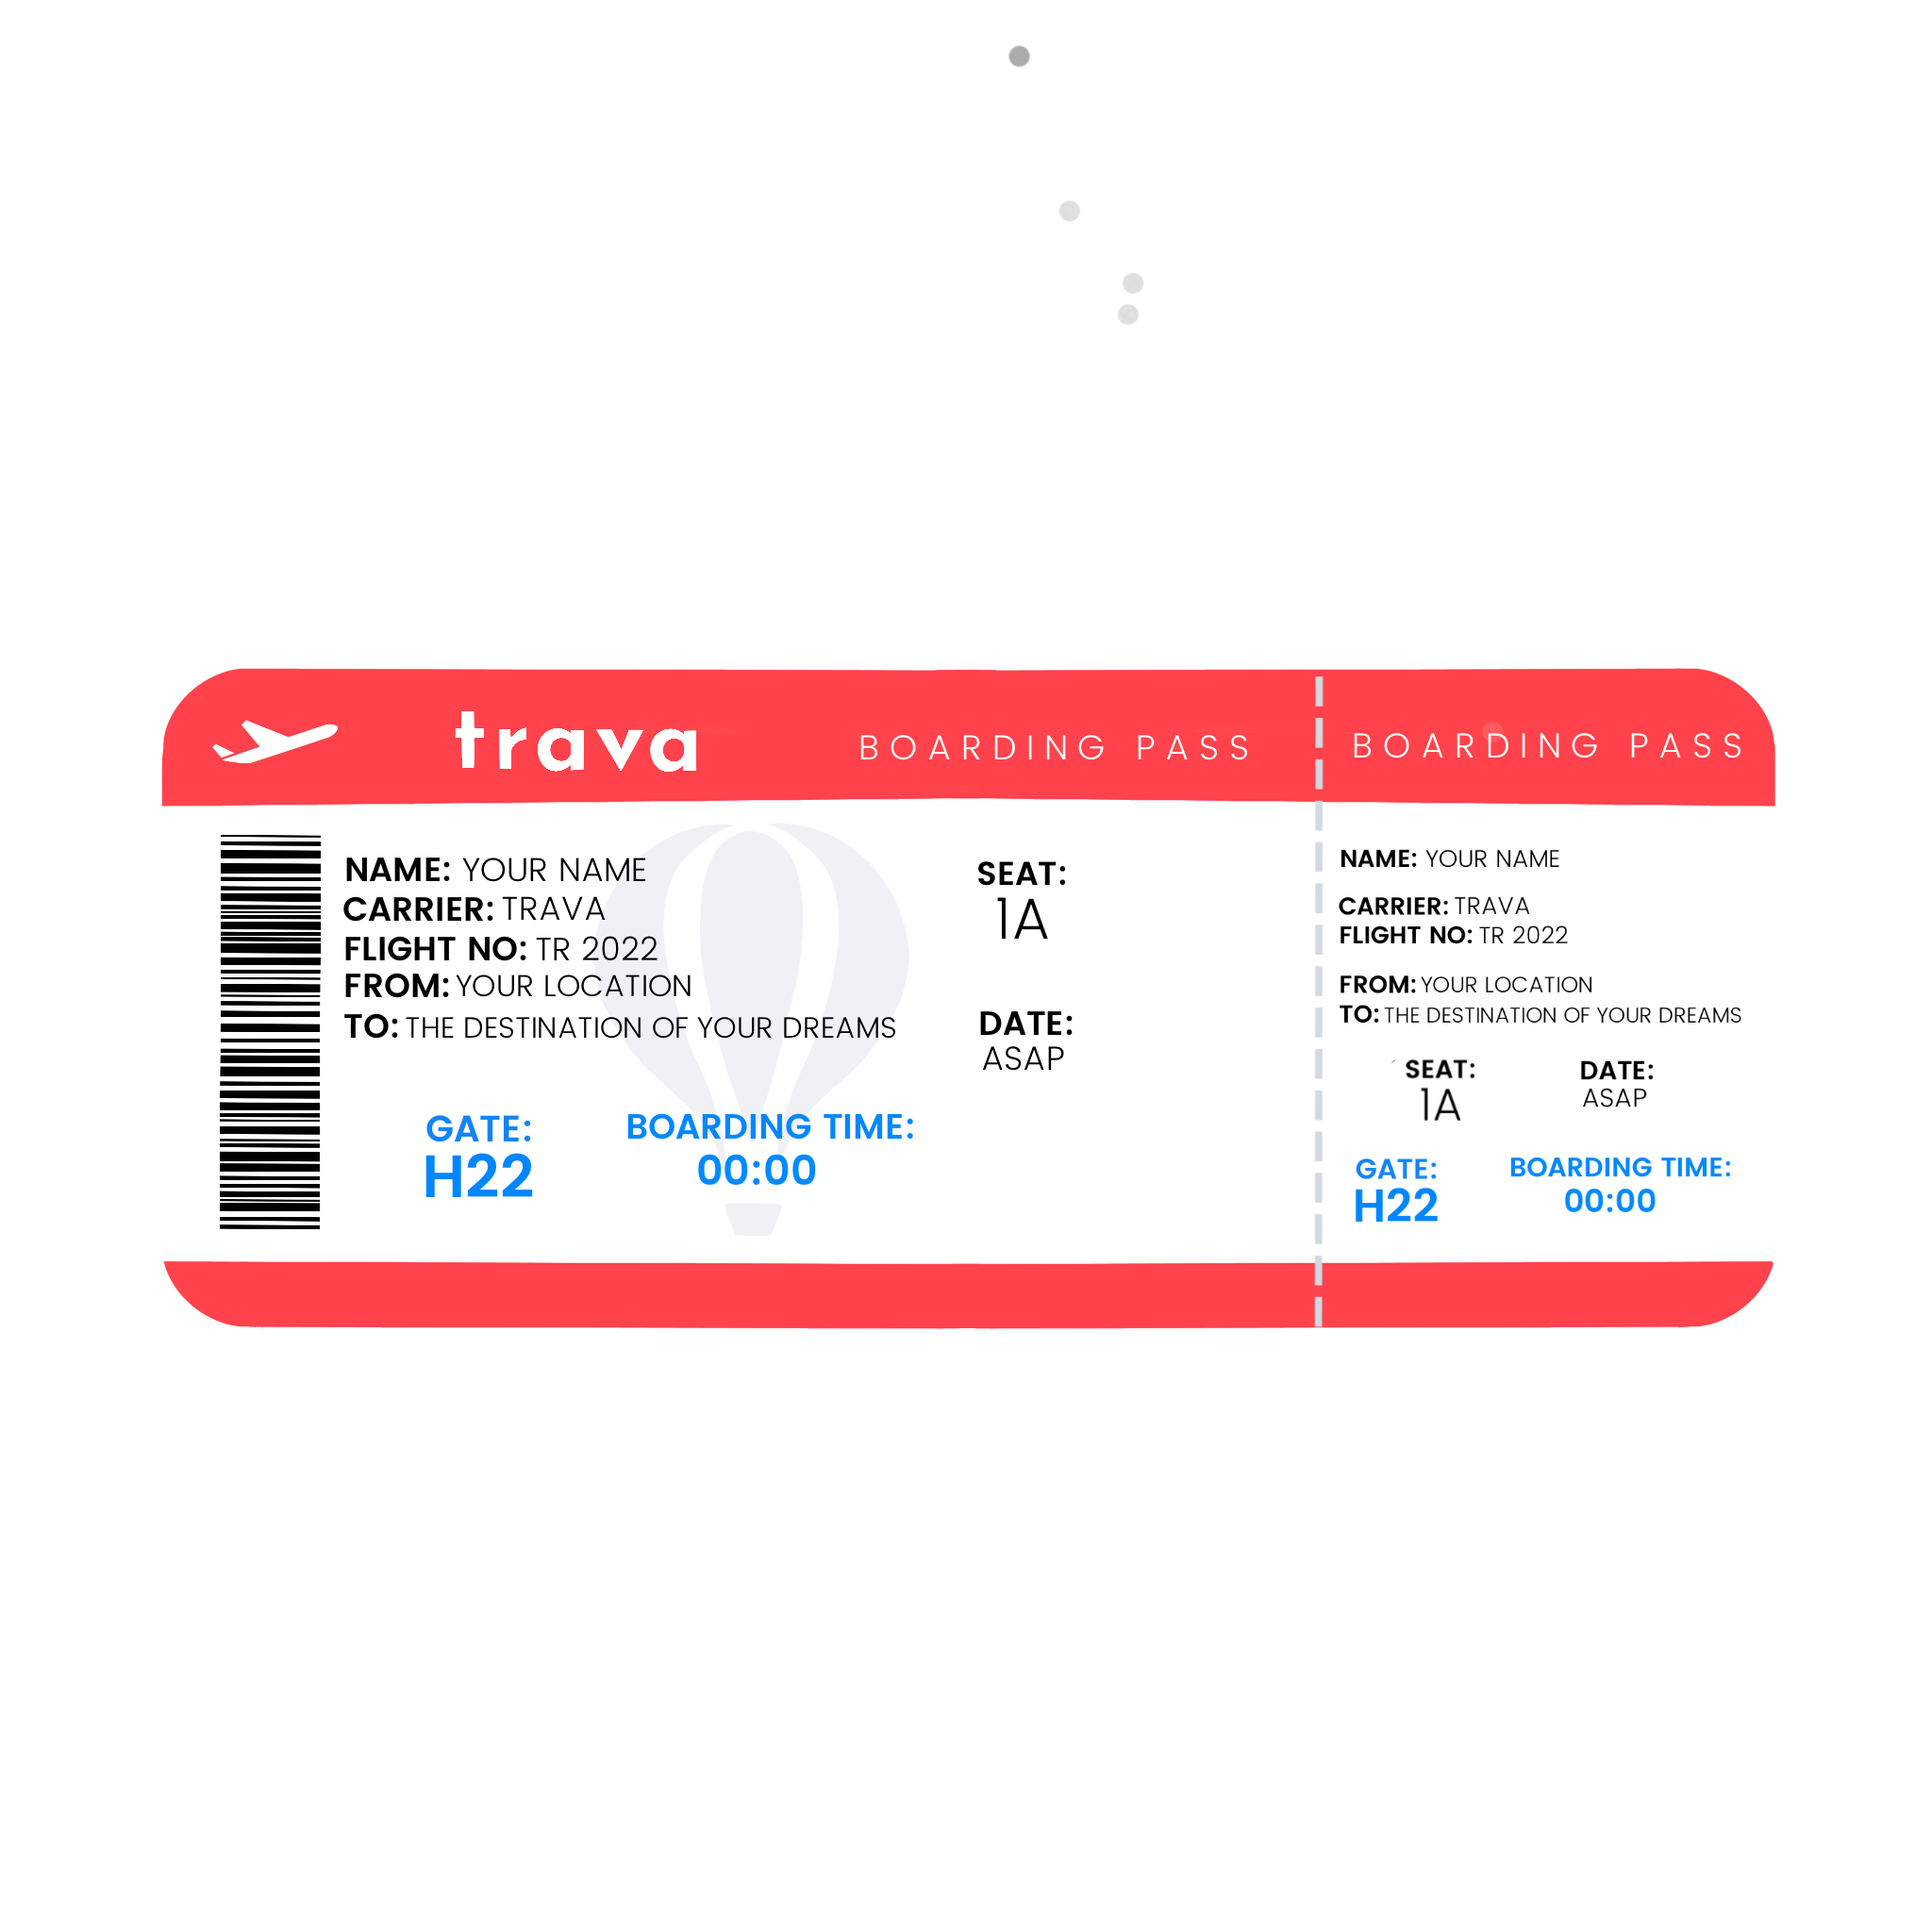 trava
BOARDING PASS
NAME: YOUR NAME
CARRIER: TRAVA
FLIGHT NO: TR 2022
FROM: YOUR LOCATION
TO: THE DESTINATION OF YOUR DREAMS
SEAT:
1A
DATE:
ASAP
GATE:
H22
BOARDING TIME:
00:00
BOARDING PASS
NAME: YOUR NAME
CARRIER: TRAVA
FLIGHT NO: TR 2022
FROM: YOUR LOCATION
TO: THE DESTINATION OF YOUR DREAMS
SEAT:
1A
DATE:
ASAP
GATE:
H22
BOARDING TIME:
00:00